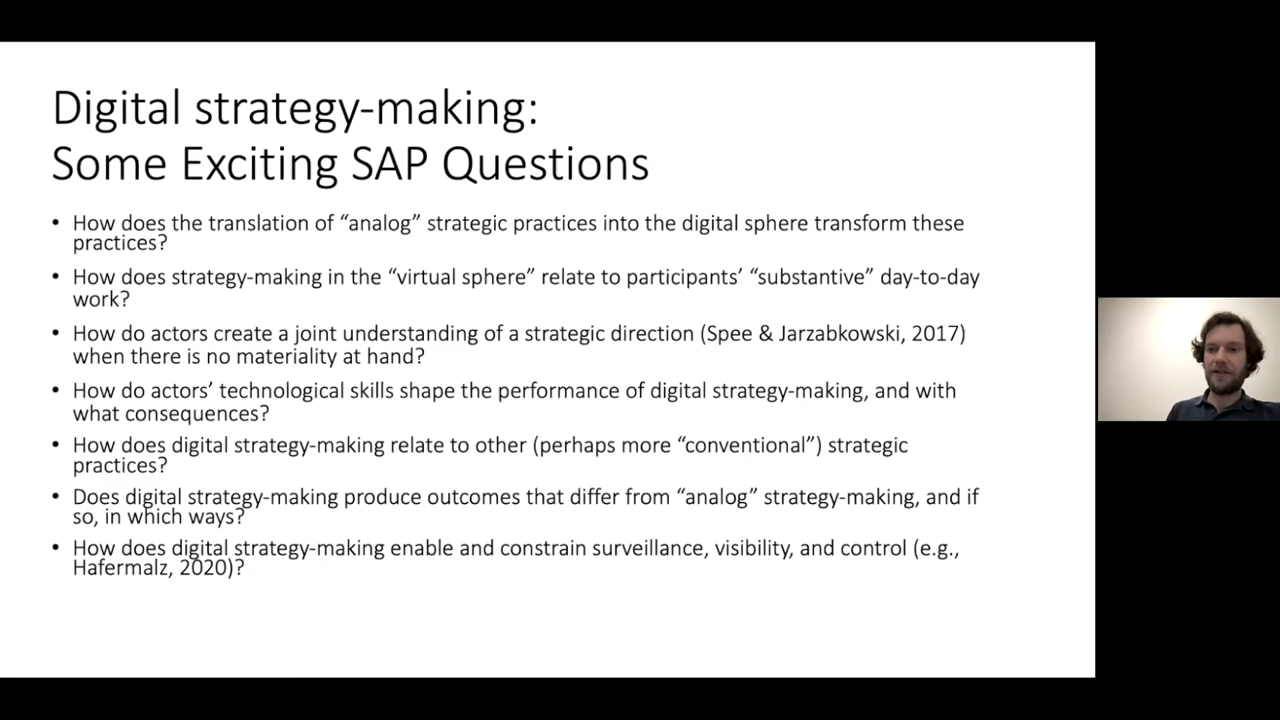 Digital strategy-making:
Some Exciting SAP Questions
• How does the translation of “analog” strategic practices into the digital sphere transform these
practices?
• How does strategy-making in the “virtual sphere” relate to participants’ “substantive” day-to-day
work?
• How do actors create a joint understanding of a strategic direction (Spee & Jarzabkowski, 2017)
when there is no materiality at hand?
• How do actors’ technological skills shape the performance of digital strategy-making, and with
what consequences?
• How does digital strategy-making relate to other (perhaps more “conventional”) strategic
practices?
• Does digital strategy-making produce outcomes that differ from “analog” strategy-making, and if
so, in which ways?
• How does digital strategy-making enable and constrain surveillance, visibility, and control (e.g.,
Hafermalz, 2020)?